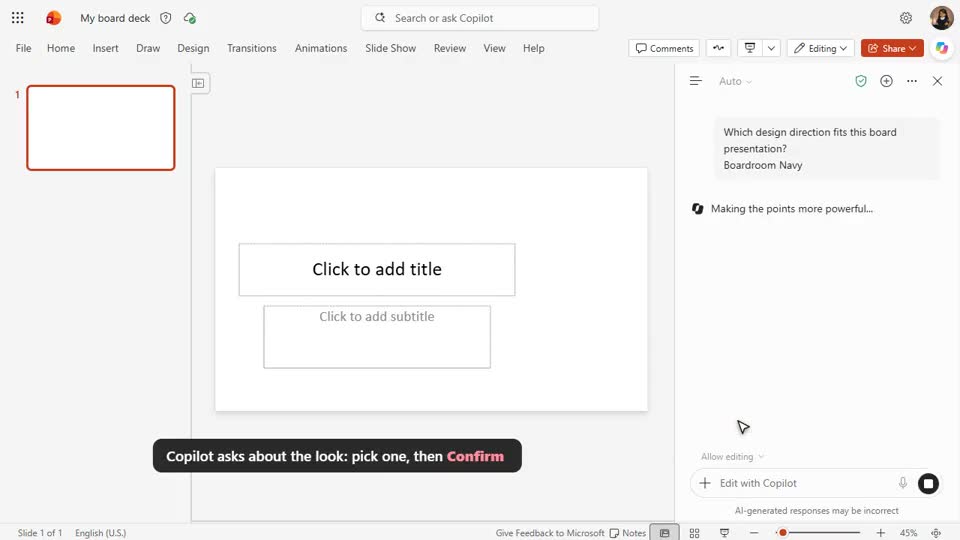 My board deck
Search or ask Copilot
File Home Insert Draw Design Transitions Animations Slide Show Review View Help
Comments Editing Share
1
Click to add title
Click to add subtitle
Auto
Which design direction fits this board
presentation?
Boardroom Navy
Making the points more powerful...
Copilot asks about the look: pick one, then Confirm
Allow editing
Edit with Copilot
AI-generated responses may be incorrect
Slide 1 of 1 English (U.S.) Give Feedback to Microsoft Notes 45%